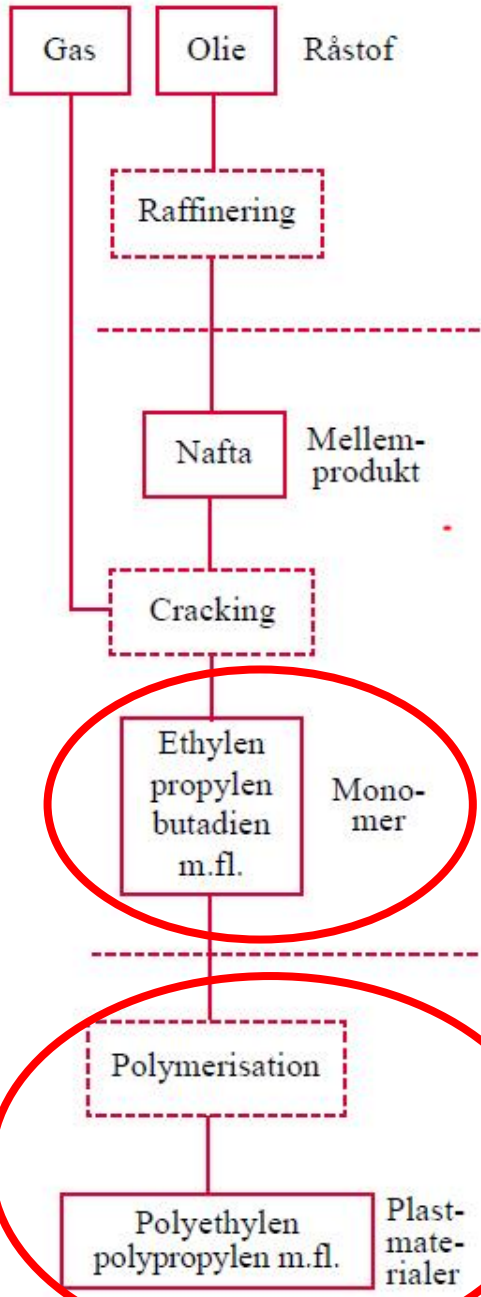 Gas
Olie
Råstof
Raffinering
Nafta
Mellem-
produkt
Cracking
Ethylen
propylen
butadien
m.fl.
Mono-
mer
Polymerisation
Polyethylen
polypropylen m.fl.
Plast-
mate-
rialer